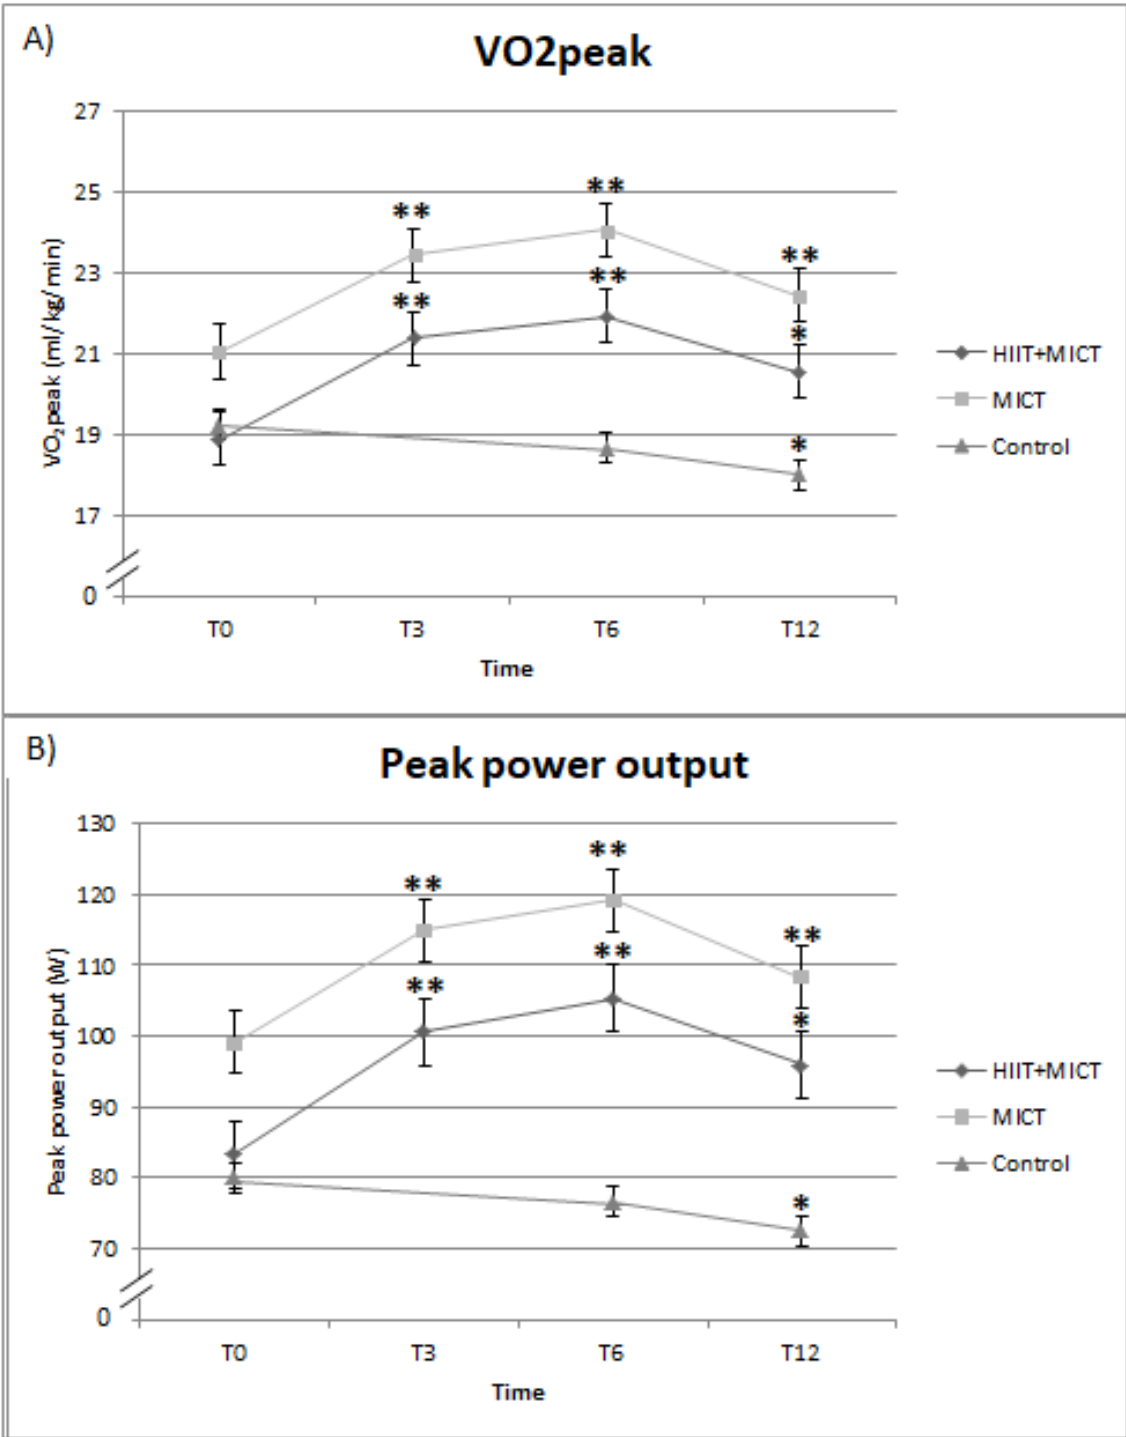 A)
VO2peak
27
25
23
21
19
17
0
VO₂peak (ml/kg/min)
** ** **
** ** *
*
T0 T3 T6 T12
Time
HIIT+MICT
MICT
Control
B)
Peak power output
130
120
110
100
90
80
70
0
Peak power output (W)
** ** **
** ** *
*
T0 T3 T6 T12
Time
HIIT+MICT
MICT
Control